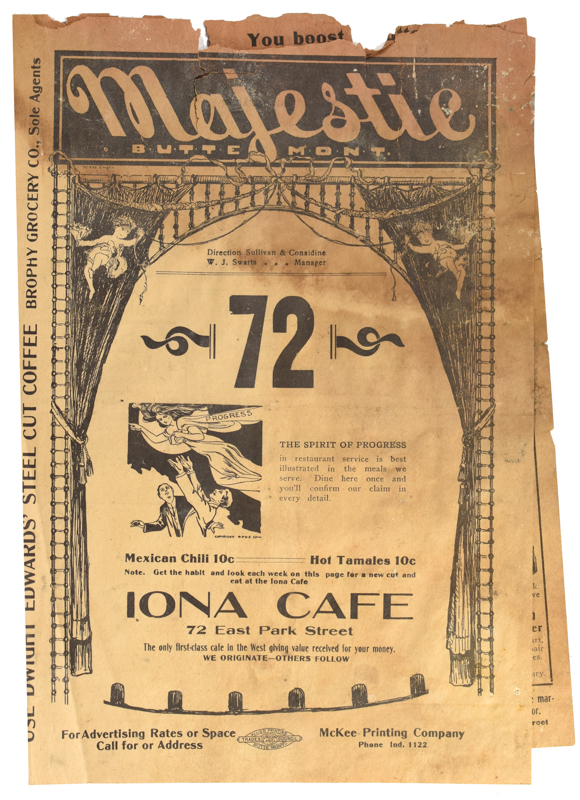 You boost
Majestic
BUTTE MONT.
USE Dwight EDWARDS' STEEL CUT COFFEE BROPHY GROCERY CO., Sole Agents
Direction Sullivan & Considine
W. J. Swarts . . . Manager
72
PROGRESS
THE SPIRIT OF PROGRESS
in restaurant service is best
illustrated in the meals we
serve. Dine here once and
you'll confirm our claim in
every detail.
Mexican Chili 10c Hot Tamales 10c
Note. Get the habit and look each week on this page for a new cut and
eat at the Iona Cafe
IONA CAFE
72 East Park Street
The only first-class cafe in the West giving value received for your money.
WE ORIGINATE—OTHERS FOLLOW
For Advertising Rates or Space
Call for or Address
McKee Printing Company
Phone Ind. 1122